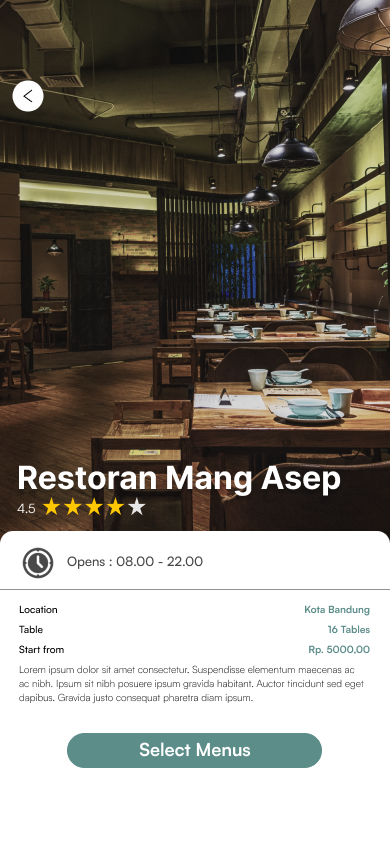 Restoran Mang Asep
4.5
Opens : 08.00 - 22.00
Location Kota Bandung
Table 16 Tables
Start from Rp. 5000,00
Lorem ipsum dolor sit amet consectetur. Suspendisse elementum maecenas ac
ac nibh. Ipsum sit nibh posuere ipsum gravida habitant. Auctor tincidunt sed eget
dapibus. Gravida justo consequat pharetra diam ipsum.
Select Menus